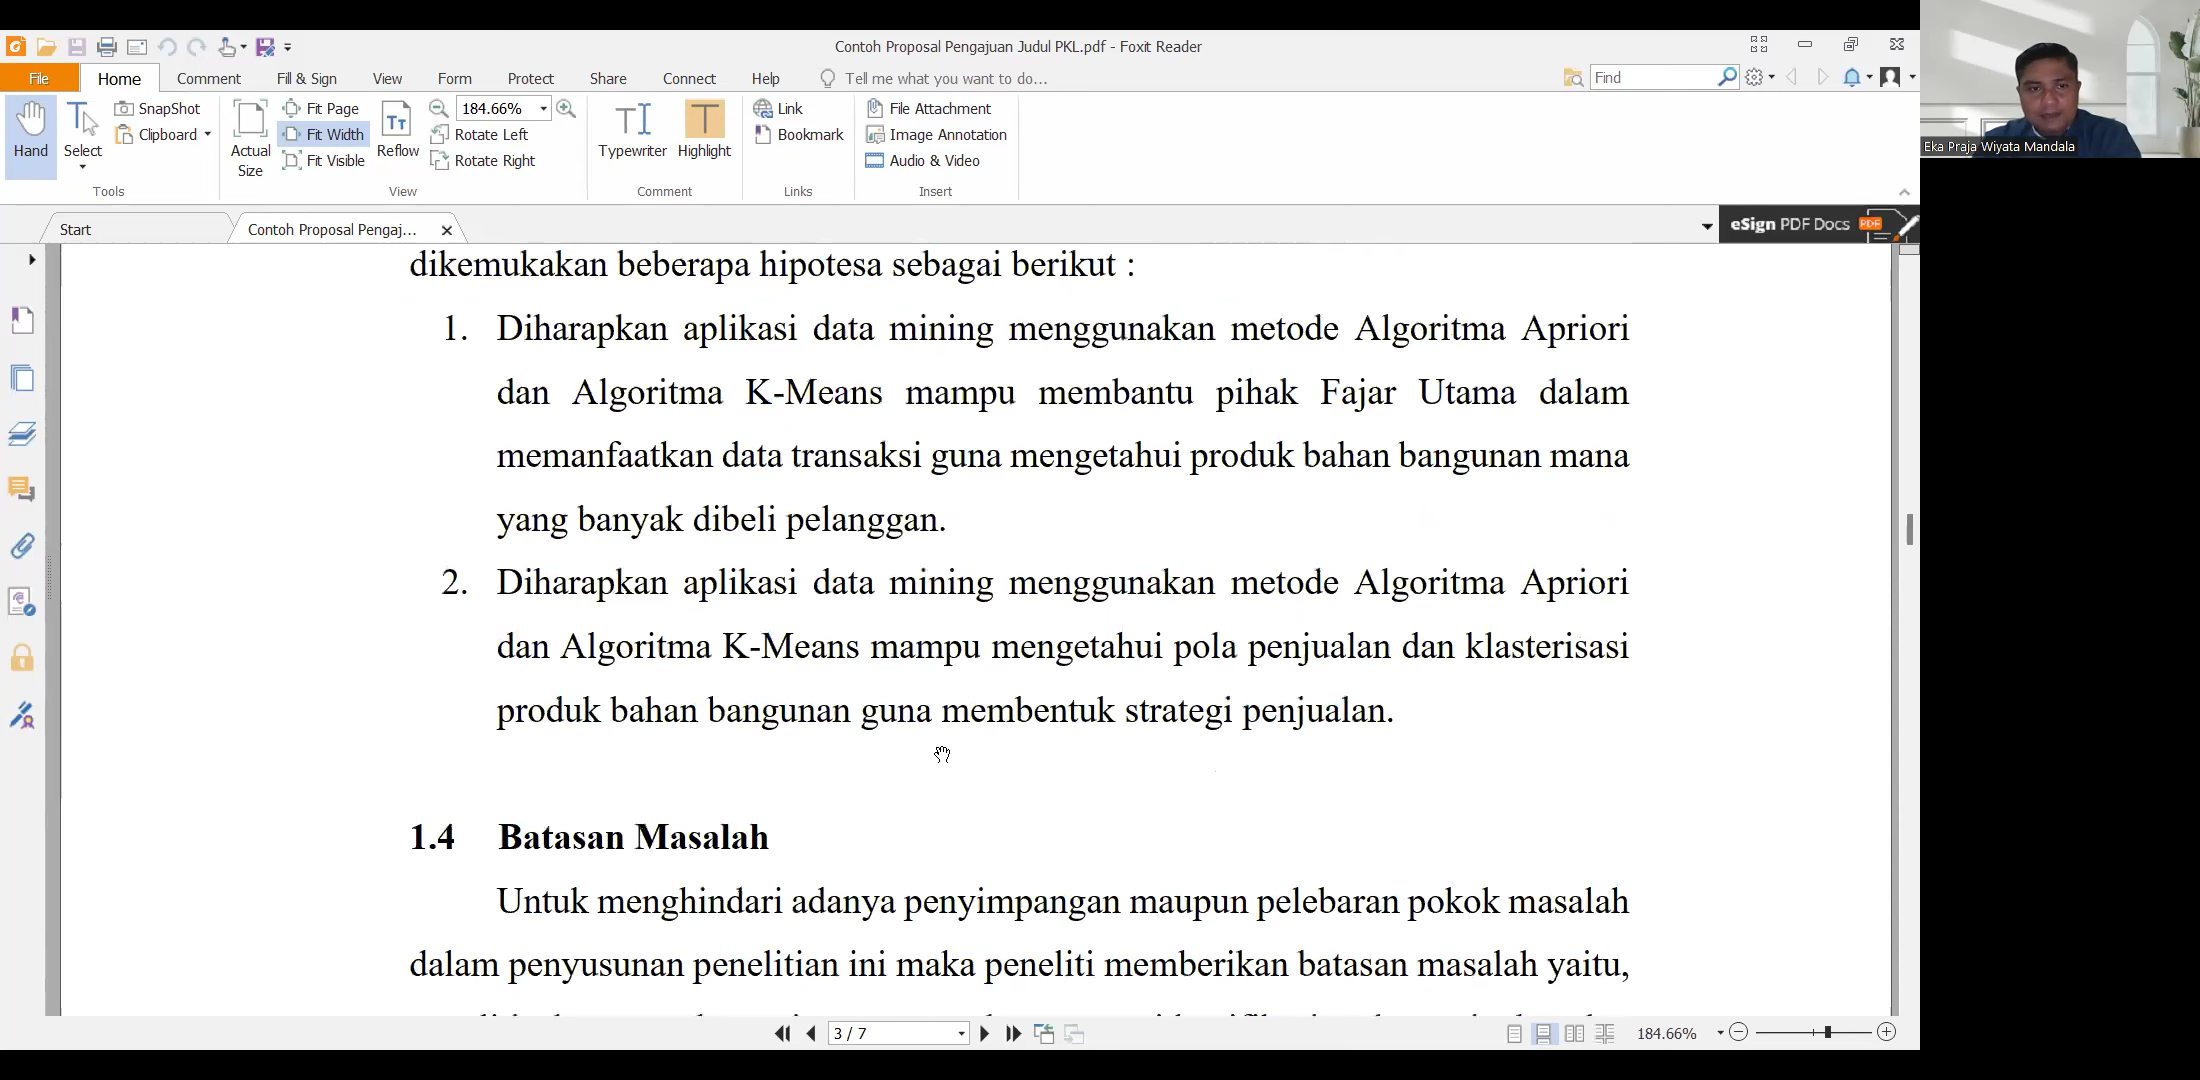 Contoh Proposal Pengajuan Judul PKL.pdf - Foxit Reader
File Home Comment Fill & Sign View Form Protect Share Connect Help Tell me what you want to do... Find
SnapShot
Clipboard
Hand
Select
Tools
Actual Size
Fit Page
Fit Width
Fit Visible
Reflow
184.66%
Rotate Left
Rotate Right
View
Typewriter
Highlight
Comment
Link
Bookmark
Links
File Attachment
Image Annotation
Audio & Video
Insert
Eka Praja Wiyata Mandala
Start
Contoh Proposal Pengaj...
eSign PDF Docs PDF
dikemukakan beberapa hipotesa sebagai berikut :
1. Diharapkan aplikasi data mining menggunakan metode Algoritma Apriori
dan Algoritma K-Means mampu membantu pihak Fajar Utama dalam
memanfaatkan data transaksi guna mengetahui produk bahan bangunan mana
yang banyak dibeli pelanggan.
2. Diharapkan aplikasi data mining menggunakan metode Algoritma Apriori
dan Algoritma K-Means mampu mengetahui pola penjualan dan klasterisasi
produk bahan bangunan guna membentuk strategi penjualan.
1.4 Batasan Masalah
Untuk menghindari adanya penyimpangan maupun pelebaran pokok masalah
dalam penyusunan penelitian ini maka peneliti memberikan batasan masalah yaitu,
3 / 7
184.66%